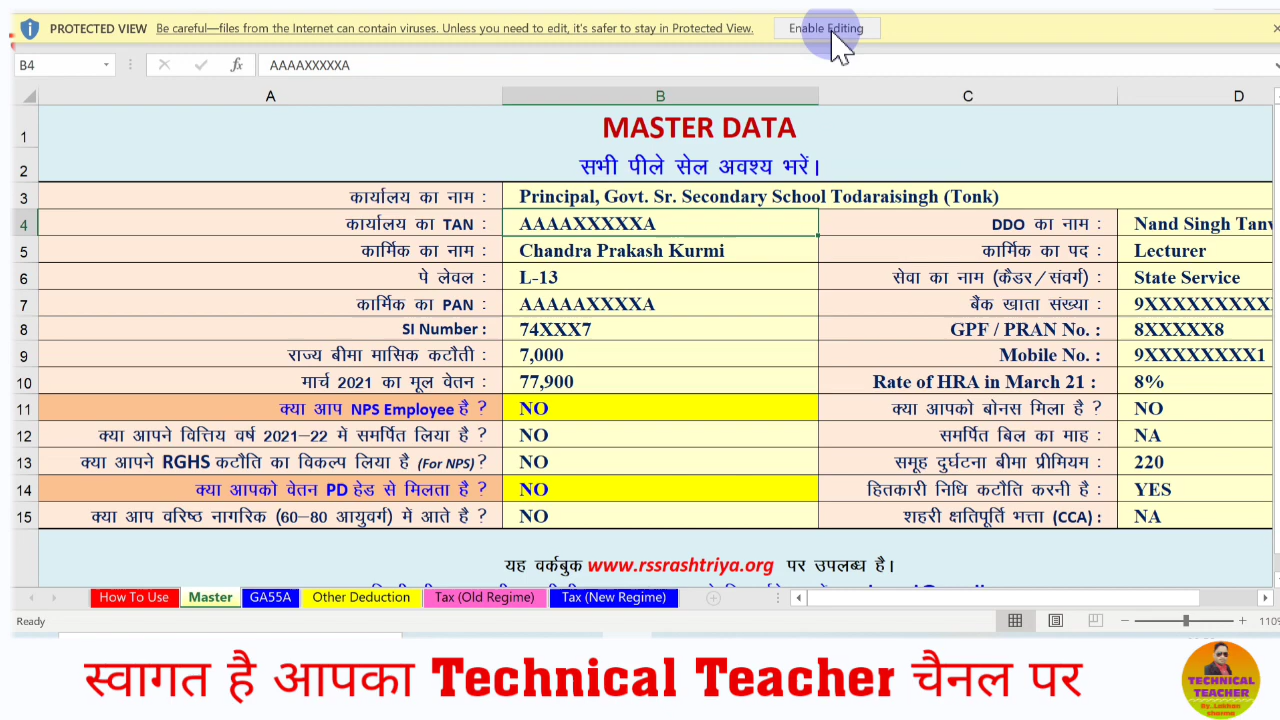 PROTECTED VIEW Be careful—files from the Internet can contain viruses. Unless you need to edit, it's safer to stay in Protected View. Enable Editing
B4 fx AAAAXXXXXA
A B C D
1 MASTER DATA
2 सभी पीले सेल अवश्य भरें।
3 कार्यालय का नाम : Principal, Govt. Sr. Secondary School Todaraisingh (Tonk)
4 कार्यालय का TAN : AAAAXXXXXA DDO का नाम : Nand Singh
5 कार्मिक का नाम : Chandra Prakash Kurmi कार्मिक का पद : Lecturer
6 पे लेवल : L-13 सेवा का नाम (कैडर/संवर्ग) : State Service
7 कार्मिक का PAN : AAAAAXXXXA बैंक खाता संख्या : 9XXXXXXXXX
8 SI Number : 74XXX7 GPF / PRAN No. : 8XXXXX8
9 राज्य बीमा मासिक कटौती : 7,000 Mobile No. : 9XXXXXXXX1
10 मार्च 2021 का मूल वेतन : 77,900 Rate of HRA in March 21 : 8%
11 क्या आप NPS Employee है ? NO क्या आपको बोनस मिला है ? NO
12 क्या आपने वित्तिय वर्ष 2021-22 में समर्पित लिया है ? NO समर्पित बिल का माह : NA
13 क्या आपने RGHS कटौति का विकल्प लिया है (For NPS) ? NO समूह दुर्घटना बीमा प्रीमियम : 220
14 क्या आपको वेतन PD हेड से मिलता है ? NO हितकारी निधि कटौति करनी है : YES
15 क्या आप वरिष्ठ नागरिक (60-80 आयुवर्ग) में आते है ? NO शहरी क्षतिपूर्ति भत्ता (CCA) : NA
यह वर्कबुक www.rssrashtriya.org पर उपलब्ध है।
How To Use Master GA55A Other Deduction Tax (Old Regime) Tax (New Regime)
Ready 110%
स्वागत है आपका Technical Teacher चैनल पर
TECHNICAL
TEACHER
By. Lakhan
sharma